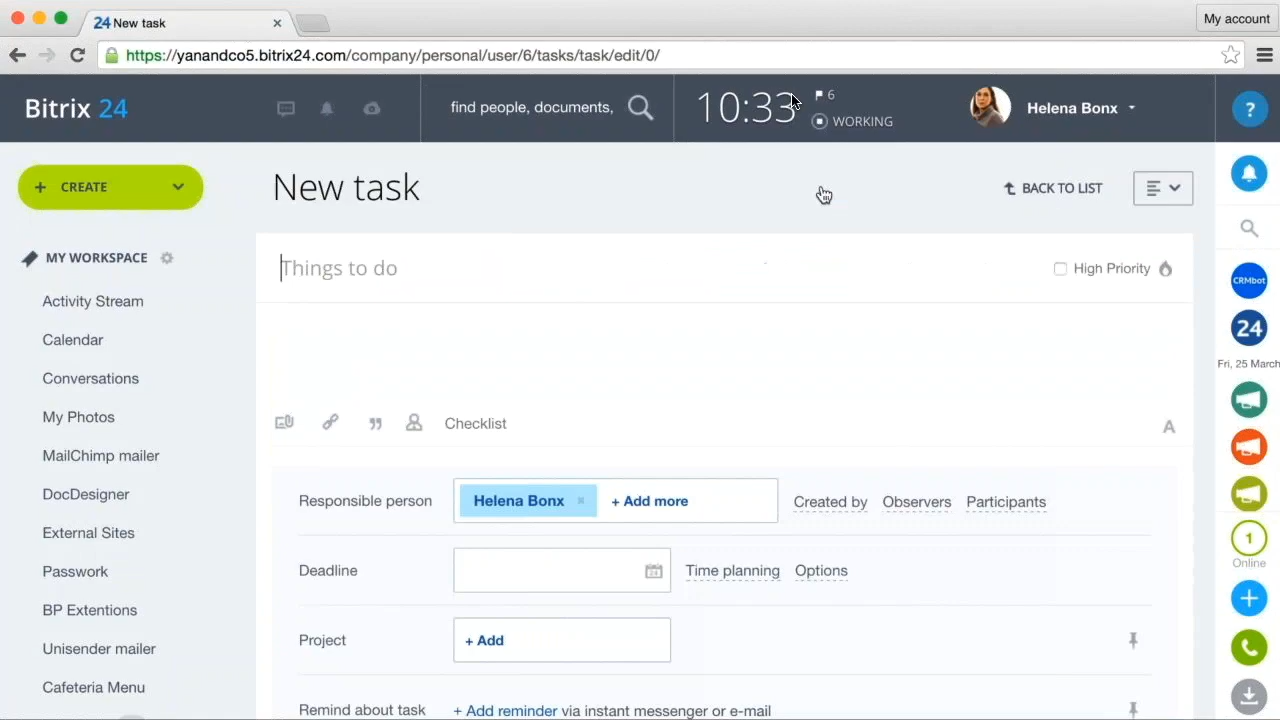 24 New task
My account
https://yanandco5.bitrix24.com/company/personal/user/6/tasks/task/edit/0/
Bitrix 24
find people, documents,
10:33
6
WORKING
Helena Bonx
?
+ CREATE
New task
BACK TO LIST
MY WORKSPACE
Things to do
High Priority
Activity Stream
Calendar
Conversations
My Photos
MailChimp mailer
DocDesigner
External Sites
Passwork
BP Extentions
Unisender mailer
Cafeteria Menu
Checklist
A
Responsible person
Helena Bonx × + Add more
Created by Observers Participants
Deadline
24
Time planning Options
Project
+ Add
Remind about task
+ Add reminder via instant messenger or e-mail
CRMbot
24
Fri, 25 March
1
Online